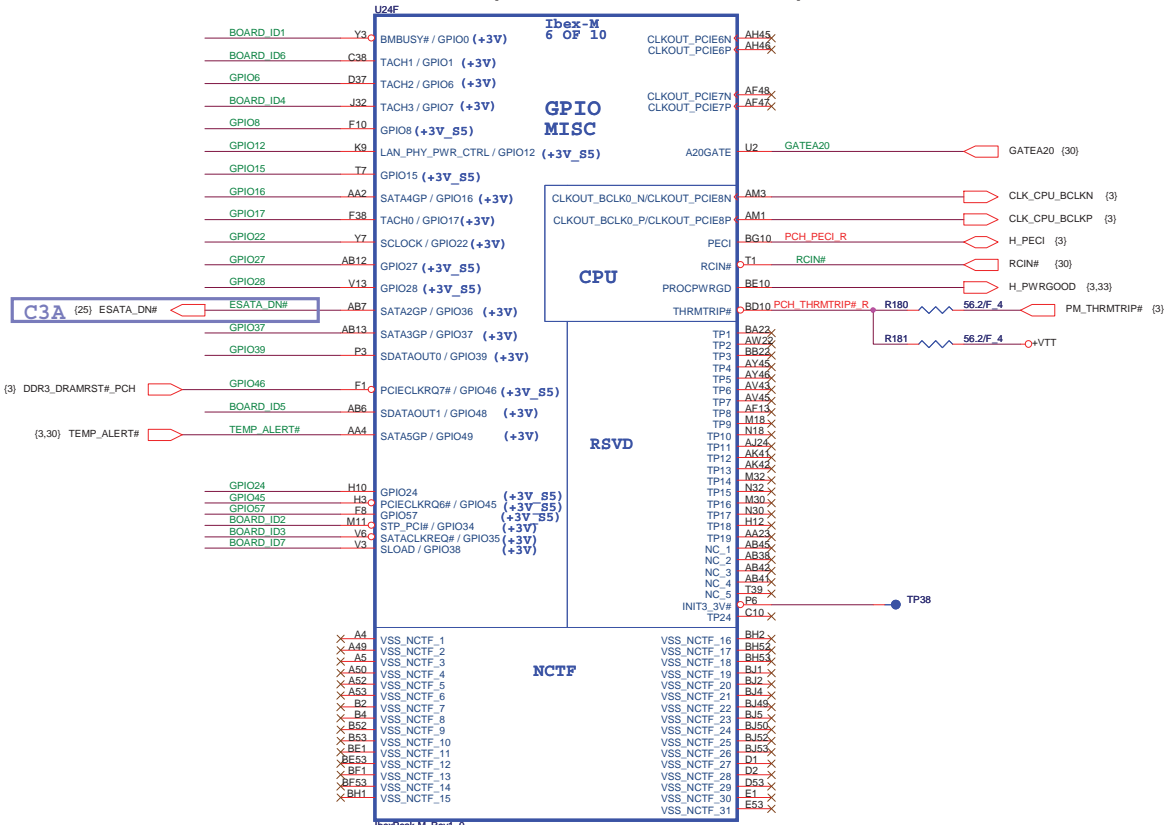 U24F
Ibex-M
6 OF 10
BOARD_ID1 Y3 BMBUSY# / GPIO0 (+3V)
BOARD_ID6 C38 TACH1 / GPIO1 (+3V)
GPIO6 D37 TACH2 / GPIO6 (+3V)
BOARD_ID4 J32 TACH3 / GPIO7 (+3V)
GPIO8 F10 GPIO8 (+3V_S5)
GPIO12 K9 LAN_PHY_PWR_CTRL / GPIO12 (+3V_S5)
GPIO15 T7 GPIO15 (+3V_S5)
GPIO16 AA2 SATA4GP / GPIO16 (+3V)
GPIO17 F38 TACH0 / GPIO17 (+3V)
GPIO22 Y7 SCLOCK / GPIO22 (+3V)
GPIO27 AB12 GPIO27 (+3V_S5)
GPIO28 V13 GPIO28 (+3V_S5)
C3A {25} ESATA_DN# ESATA_DN# AB7 SATA2GP / GPIO36 (+3V)
GPIO37 AB13 SATA3GP / GPIO37 (+3V)
GPIO39 P3 SDATAOUT0 / GPIO39 (+3V)
{3} DDR3_DRAMRST#_PCH GPIO46 F1 PCIECLKRQ7# / GPIO46 (+3V_S5)
BOARD_ID5 AB6 SDATAOUT1 / GPIO48 (+3V)
{3,30} TEMP_ALERT# TEMP_ALERT# AA4 SATA5GP / GPIO49 (+3V)
GPIO24 H10 GPIO24 (+3V_S5)
GPIO45 H3 PCIECLKRQ6# / GPIO45 (+3V_S5)
GPIO57 F8 GPIO57 (+3V_S5)
BOARD_ID2 M11 STP_PCI# / GPIO34 (+3V)
BOARD_ID3 V6 SATACLKREQ# / GPIO35 (+3V)
BOARD_ID7 V3 SLOAD / GPIO38 (+3V)
GPIO
MISC
CPU
RSVD
NCTF
CLKOUT_PCIE6N AH45
CLKOUT_PCIE6P AH46
CLKOUT_PCIE7N AF48
CLKOUT_PCIE7P AF47
A20GATE U2 GATEA20 GATEA20 {30}
CLKOUT_BCLK0_N/CLKOUT_PCIE8N AM3 CLK_CPU_BCLKN {3}
CLKOUT_BCLK0_P/CLKOUT_PCIE8P AM1 CLK_CPU_BCLKP {3}
PECI BG10 PCH_PECI_R H_PECI {3}
RCIN# T1 RCIN# RCIN# {30}
PROCPWRGD BE10 H_PWRGOOD {3,33}
THRMTRIP# BD10 PCH_THRMTRIP#_R R180 56.2/F_4 PM_THRMTRIP# {3}
R181 56.2/F_4 +VTT
TP1 BA22
TP2 AW22
TP3 BB22
TP4 AY45
TP5 AY46
TP6 AV43
TP7 AV45
TP8 AF13
TP9 M18
TP10 N18
TP11 AJ24
TP12 AK41
TP13 AK42
TP14 M32
TP15 N32
TP16 M30
TP17 N30
TP18 H12
TP19 AA23
NC_1 AB45
NC_2 AB38
NC_3 AB42
NC_4 AB41
NC_5 T39
INIT3_3V# P6 TP38
TP24 C10
A4 VSS_NCTF_1
A49 VSS_NCTF_2
A5 VSS_NCTF_3
A50 VSS_NCTF_4
A52 VSS_NCTF_5
A53 VSS_NCTF_6
B2 VSS_NCTF_7
B4 VSS_NCTF_8
B52 VSS_NCTF_9
B53 VSS_NCTF_10
BE1 VSS_NCTF_11
BE53 VSS_NCTF_12
BF1 VSS_NCTF_13
BF53 VSS_NCTF_14
BH1 VSS_NCTF_15
VSS_NCTF_16 BH2
VSS_NCTF_17 BH52
VSS_NCTF_18 BH53
VSS_NCTF_19 BJ1
VSS_NCTF_20 BJ2
VSS_NCTF_21 BJ4
VSS_NCTF_22 BJ49
VSS_NCTF_23 BJ5
VSS_NCTF_24 BJ50
VSS_NCTF_25 BJ52
VSS_NCTF_26 BJ53
VSS_NCTF_27 D1
VSS_NCTF_28 D2
VSS_NCTF_29 D53
VSS_NCTF_30 E1
VSS_NCTF_31 E53
IbexPeak-M_Rev1_0